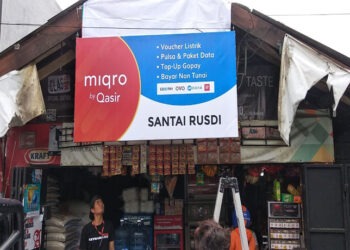 miqro
by Qasir
• Voucher Listrik
• Pulsa & Paket Data
• Top-Up Gopay
• Bayar Non Tunai
OVO
SANTAI RUSDI
TASTE
KRAFT